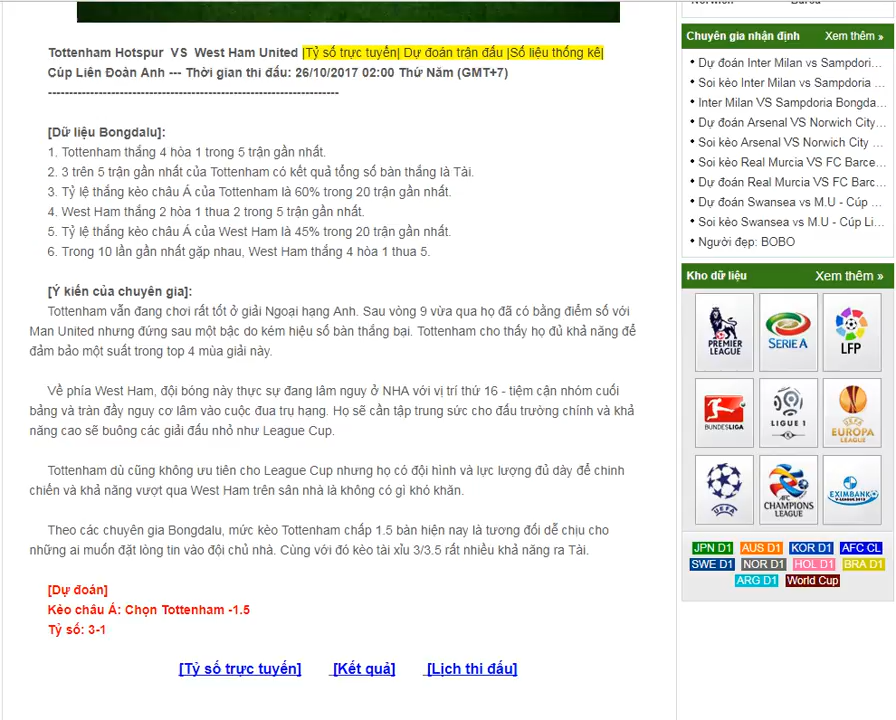 Tottenham Hotspur VS West Ham United |Tỷ số trực tuyến| Dự đoán trận đấu |Số liệu thống kê|
Cúp Liên Đoàn Anh --- Thời gian thi đấu: 26/10/2017 02:00 Thứ Năm (GMT+7)
----------------------------------------------------------------------
[Dữ liệu Bongdalu]:
1. Tottenham thắng 4 hòa 1 trong 5 trận gần nhất.
2. 3 trên 5 trận gần nhất của Tottenham có kết quả tổng số bàn thắng là Tài.
3. Tỷ lệ thắng kèo châu Á của Tottenham là 60% trong 20 trận gần nhất.
4. West Ham thắng 2 hòa 1 thua 2 trong 5 trận gần nhất.
5. Tỷ lệ thắng kèo châu Á của West Ham là 45% trong 20 trận gần nhất.
6. Trong 10 lần gần nhất gặp nhau, West Ham thắng 4 hòa 1 thua 5.
[Ý kiến của chuyên gia]:
Tottenham vẫn đang chơi rất tốt ở giải Ngoại hạng Anh. Sau vòng 9 vừa qua họ đã có bằng điểm số với
Man United nhưng đứng sau một bậc do kém hiệu số bàn thắng bại. Tottenham cho thấy họ đủ khả năng để
đảm bảo một suất trong top 4 mùa giải này.
Về phía West Ham, đội bóng này thực sự đang lâm nguy ở NHA với vị trí thứ 16 - tiệm cận nhóm cuối
bảng và tràn đầy nguy cơ lâm vào cuộc đua trụ hạng. Họ sẽ cần tập trung sức cho đấu trường chính và khả
năng cao sẽ buông các giải đấu nhỏ như League Cup.
Tottenham dù cũng không ưu tiên cho League Cup nhưng họ có đội hình và lực lượng đủ dày để chinh
chiến và khả năng vượt qua West Ham trên sân nhà là không có gì khó khăn.
Theo các chuyên gia Bongdalu, mức kèo Tottenham chấp 1.5 bàn hiện nay là tương đối dễ chịu cho
những ai muốn đặt lòng tin vào đội chủ nhà. Cùng với đó kèo tài xỉu 3/3.5 rất nhiều khả năng ra Tài.
[Dự đoán]
Kèo châu Á: Chọn Tottenham -1.5
Tỷ số: 3-1
[Tỷ số trực tuyến] [Kết quả] [Lịch thi đấu]
Norwich Barca
Chuyên gia nhận định Xem thêm »
Dự đoán Inter Milan vs Sampdori...
Soi kèo Inter Milan vs Sampdoria ...
Inter Milan VS Sampdoria Bongda...
Dự đoán Arsenal VS Norwich City...
Soi kèo Arsenal VS Norwich City ...
Soi kèo Real Murcia VS FC Barce...
Dự đoán Real Murcia VS FC Barc...
Dự đoán Swansea vs M.U - Cúp ...
Soi kèo Swansea vs M.U - Cúp Li...
Người đẹp: BOBO
Kho dữ liệu Xem thêm »
PREMIER LEAGUE SERIE A LFP
BUNDESLIGA LIGUE 1 UEFA EUROPA LEAGUE
UEFA AFC CHAMPIONS LEAGUE EXIMBANK
JPN D1 AUS D1 KOR D1 AFC CL
SWE D1 NOR D1 HOL D1 BRA D1
ARG D1 World Cup